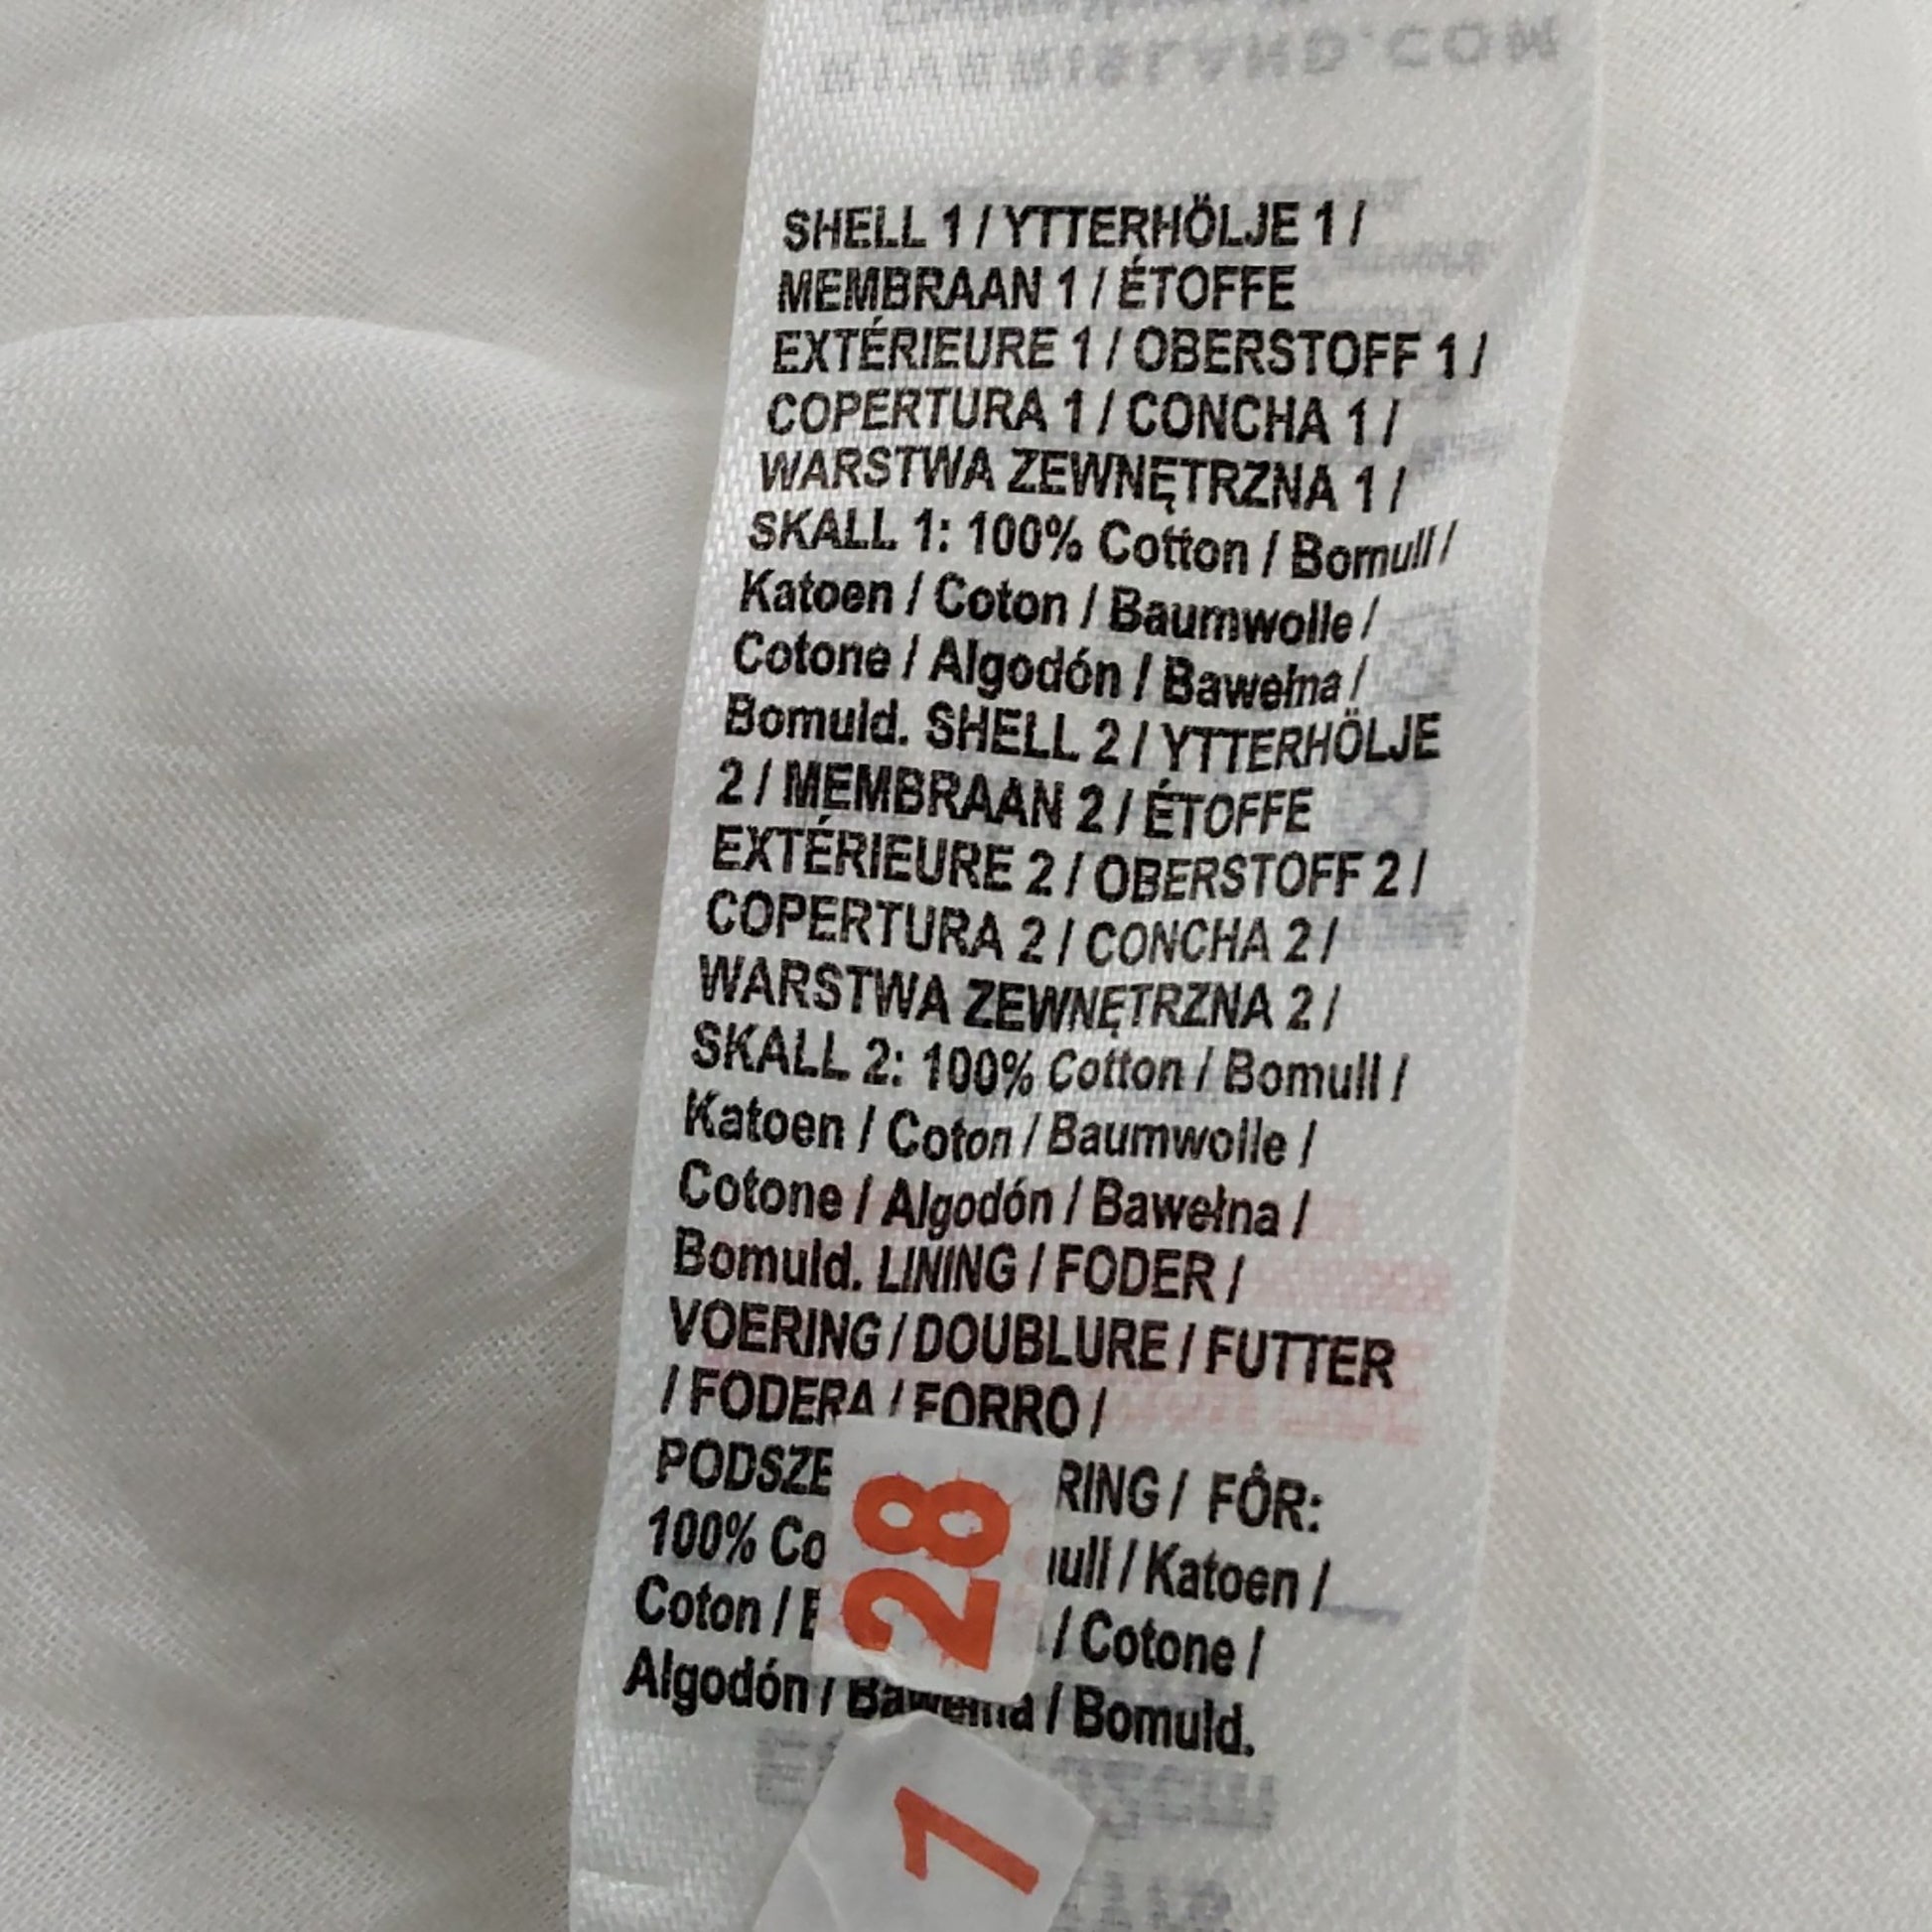 SHELL 1 / YTTERHÖLJE 1 /
MEMBRAAN 1 / ÉTOFFE
EXTÉRIEURE 1 / OBERSTOFF 1 /
COPERTURA 1 / CONCHA 1 /
WARSTWA ZEWNĘTRZNA 1 /
SKALL 1: 100% Cotton / Bomull /
Katoen / Coton / Baumwolle /
Cotone / Algodón / Bawełna /
Bomuld. SHELL 2 / YTTERHÖLJE
2 / MEMBRAAN 2 / ÉTOFFE
EXTÉRIEURE 2 / OBERSTOFF 2 /
COPERTURA 2 / CONCHA 2 /
WARSTWA ZEWNĘTRZNA 2 /
SKALL 2: 100% Cotton / Bomull /
Katoen / Coton / Baumwolle /
Cotone / Algodón / Bawełna /
Bomuld. LINING / FODER /
VOERING / DOUBLURE / FUTTER
/ FODERA / FORRO /
PODSZE RING / FÔR:
100% Co ull / Katoen /
Coton / / Cotone /
Algodón / Bawełna / Bomuld.
28
7